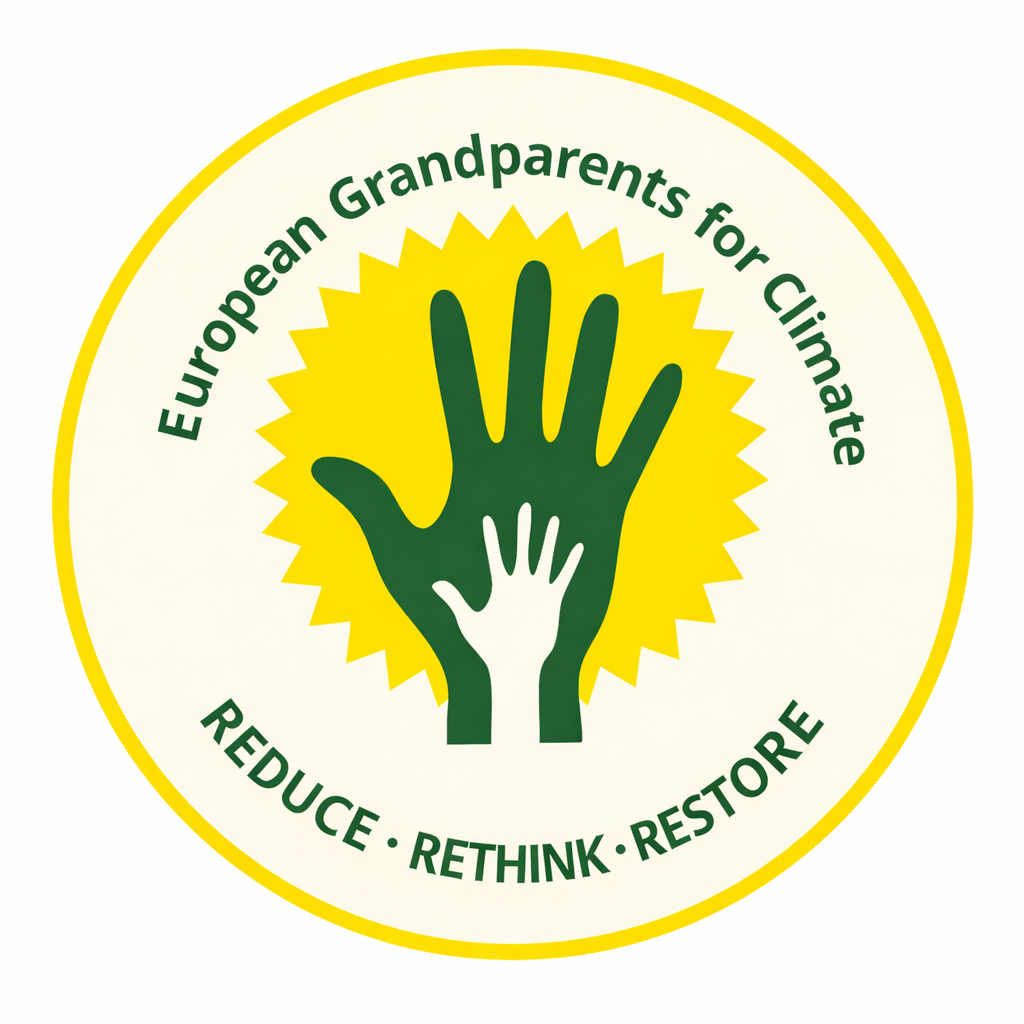 European Grandparents for Climate
REDUCE · RETHINK · RESTORE